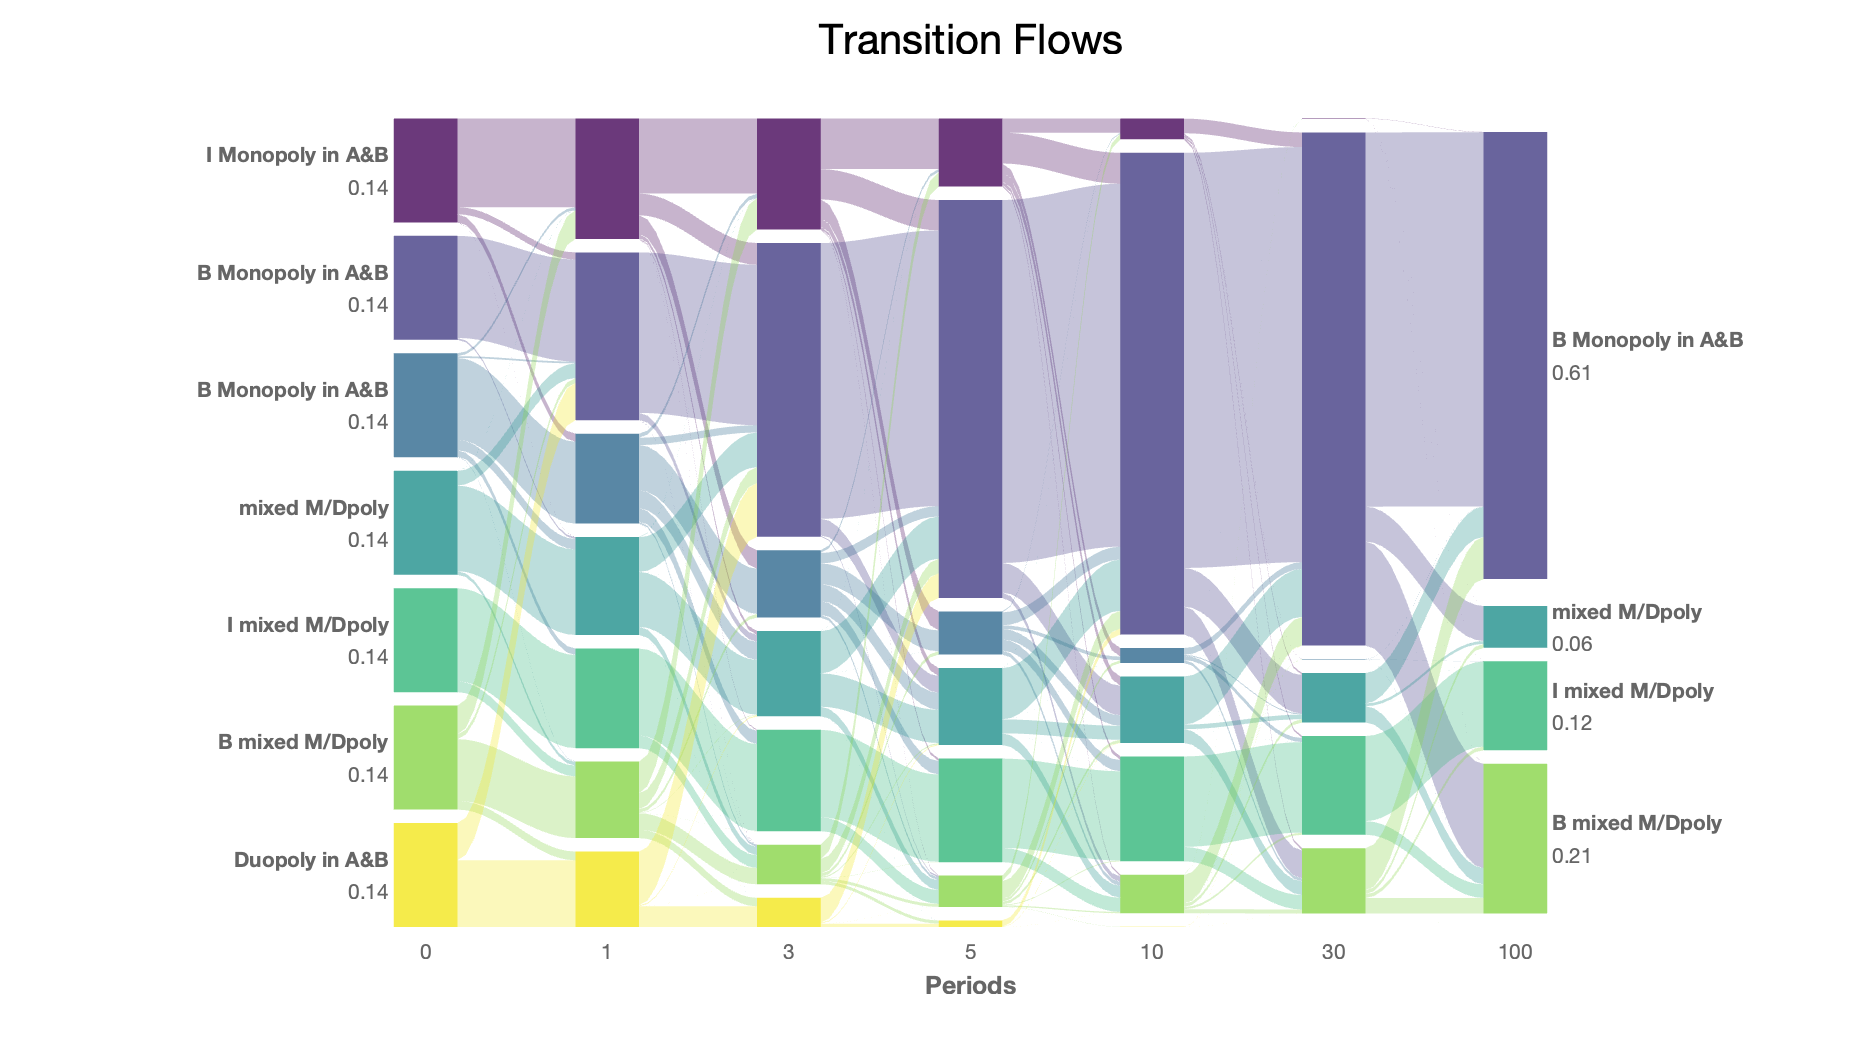 Transition Flows
I Monopoly in A&B
0.14
B Monopoly in A&B
0.14
B Monopoly in A&B
0.14
mixed M/Dpoly
0.14
I mixed M/Dpoly
0.14
B mixed M/Dpoly
0.14
Duopoly in A&B
0.14
B Monopoly in A&B
0.61
mixed M/Dpoly
0.06
I mixed M/Dpoly
0.12
B mixed M/Dpoly
0.21
0 1 3 5 10 30 100
Periods